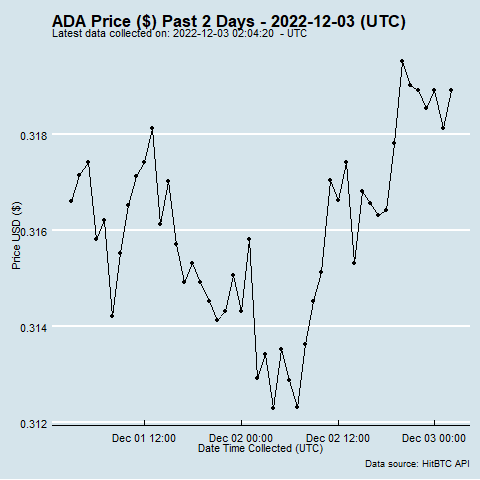 ADA Price ($) Past 2 Days - 2022-12-03 (UTC)
Latest data collected on: 2022-12-03 02:04:20 - UTC
0.318
0.316
0.314
0.312
Price USD ($)
Dec 01 12:00 Dec 02 00:00 Dec 02 12:00 Dec 03 00:00
Date Time Collected (UTC)
Data source: HitBTC API